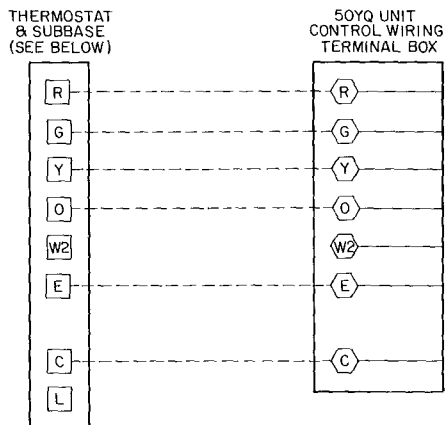 THERMOSTAT
& SUBBASE
(SEE BELOW)
50YQ UNIT
CONTROL WIRING
TERMINAL BOX
R R
G G
Y Y
O O
W2 W2
E E
C C
L